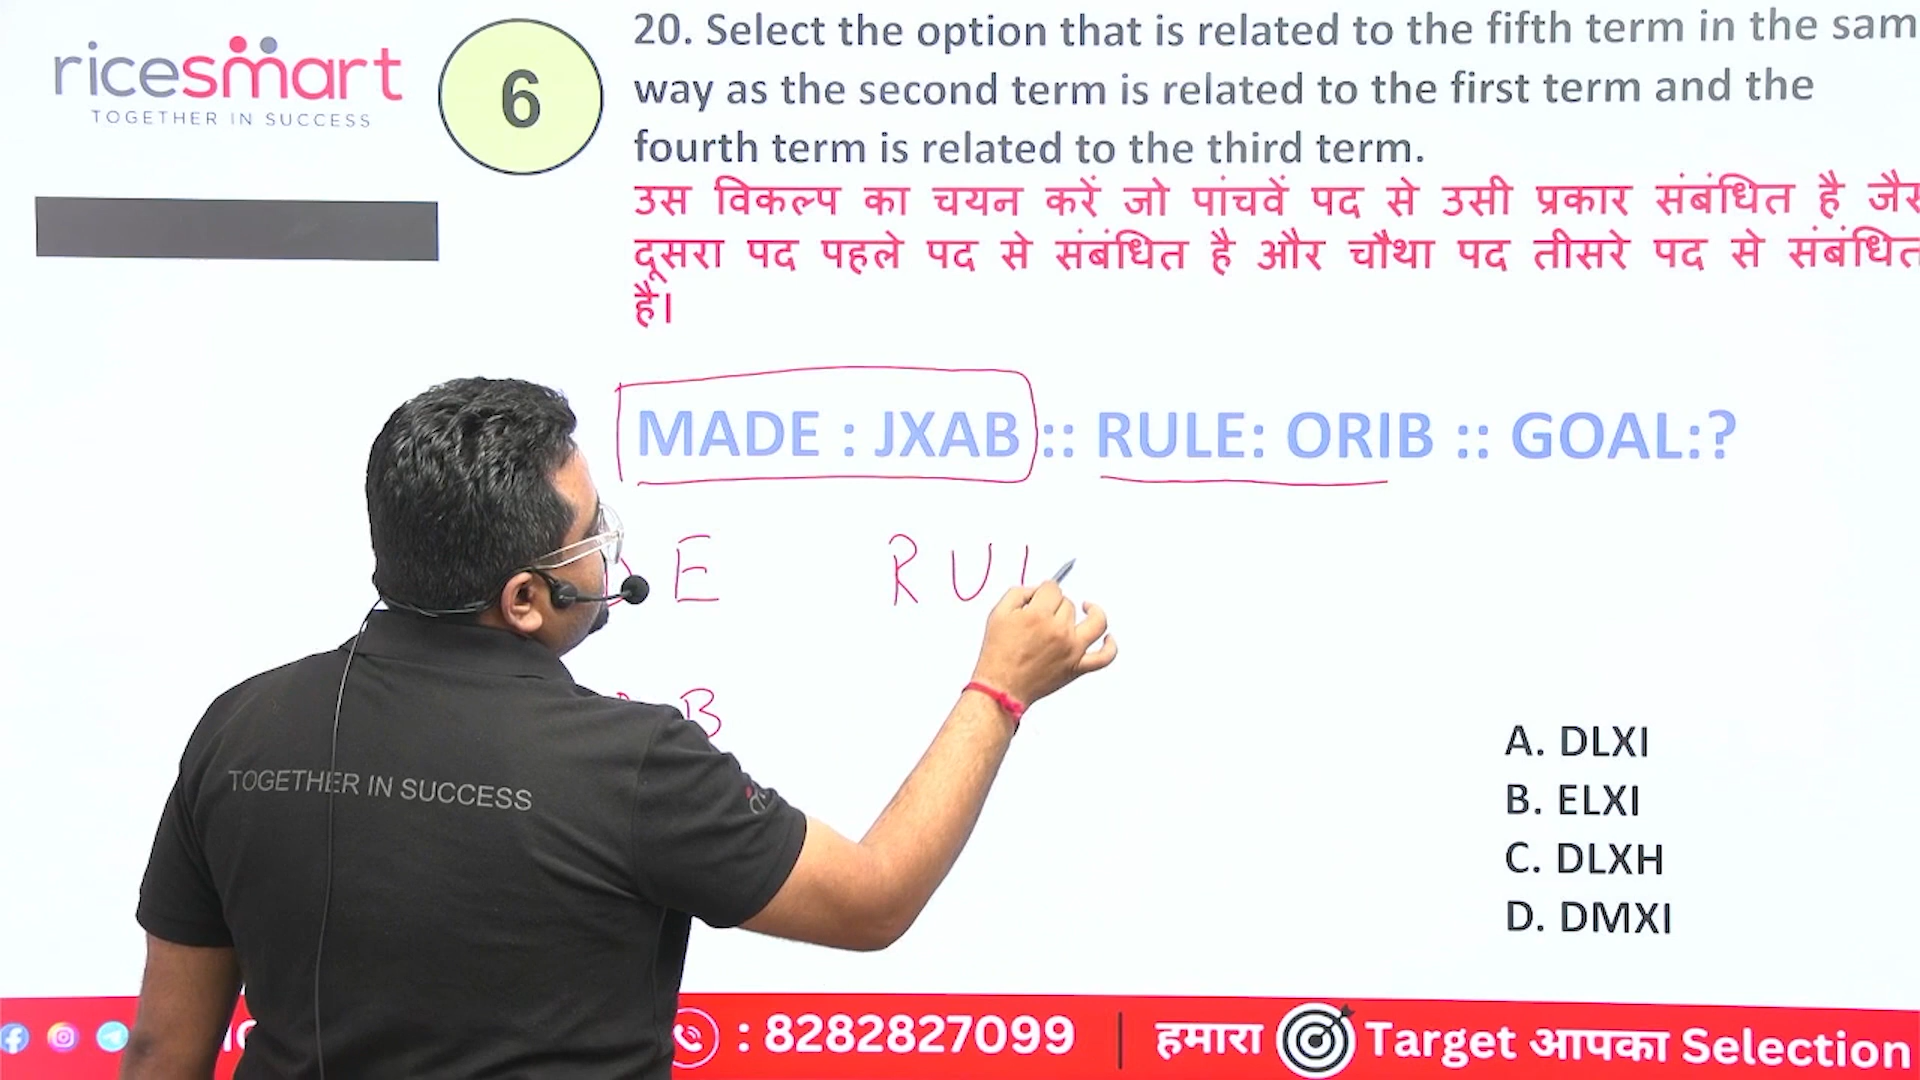 ricesmart
TOGETHER IN SUCCESS
6
20. Select the option that is related to the fifth term in the sam
way as the second term is related to the first term and the
fourth term is related to the third term.
उस विकल्प का चयन करें जो पांचवें पद से उसी प्रकार संबंधित है जैस
दूसरा पद पहले पद से संबंधित है और चौथा पद तीसरे पद से संबंधित
है।
MADE : JXAB :: RULE: ORIB :: GOAL:?
E R U L
B
A. DLXI
B. ELXI
C. DLXH
D. DMXI
TOGETHER IN SUCCESS
: 8282827099 | हमारा Target आपका Selection